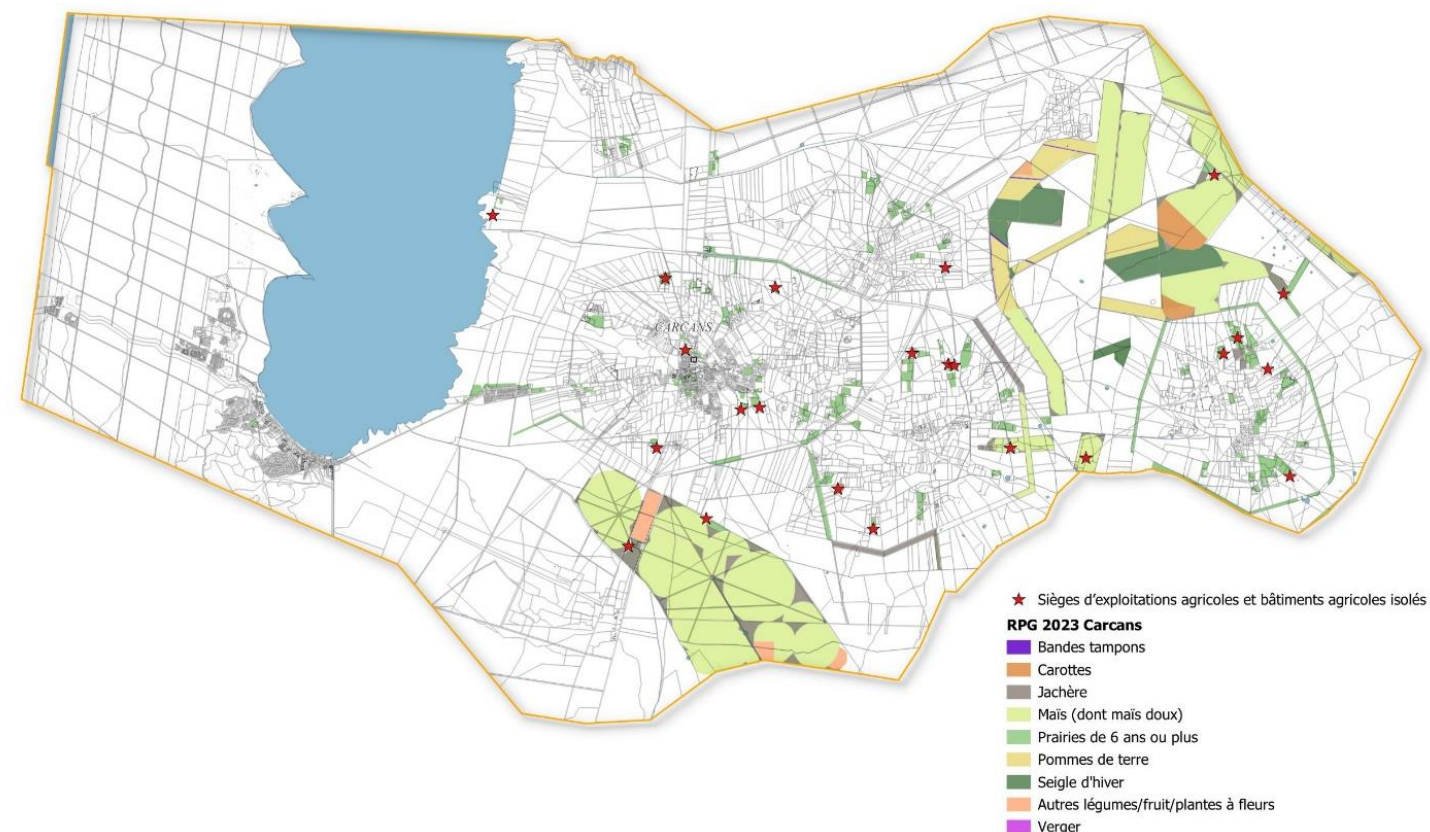 CARCANS
Sièges d'exploitations agricoles et bâtiments agricoles isolés
RPG 2023 Carcans
Bandes tampons
Carottes
Jachère
Maïs (dont maïs doux)
Prairies de 6 ans ou plus
Pommes de terre
Seigle d'hiver
Autres légumes/fruit/plantes à fleurs
Verger